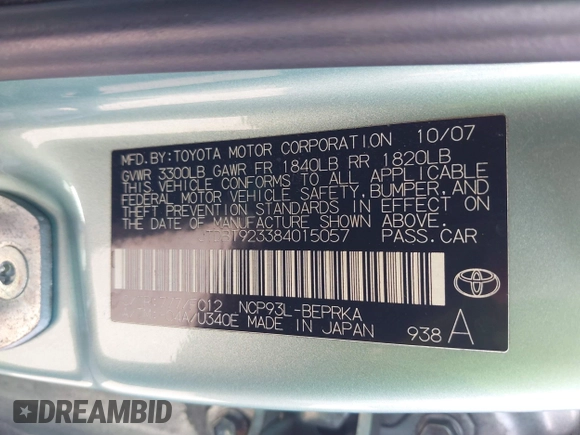 MFD.BY:TOYOTA MOTOR CORPORATION 10/07
GVWR 3300LB GAWR FR 1840LB RR 1820LB
THIS VEHICLE CONFORMS TO ALL APPLICABLE
FEDERAL MOTOR VEHICLE SAFETY, BUMPER, AND
THEFT PREVENTION STANDARDS IN EFFECT ON
THE DATE OF MANUFACTURE SHOWN ABOVE.
PASS.CAR
NCP93L-BEPRKA
/U340E MADE IN JAPAN
938 A
DREAMBID